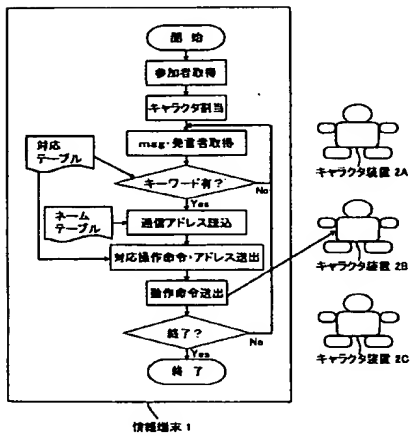 開 始
参加者取得
キャラクタ割当
msg・発言者取得
対応
テーブル
キーワード有?
No
Yes
ネーム
テーブル
通信アドレス読込
対応操作命令・アドレス送出
動作命令送出
終了?
No
Yes
終 了
情報端末 1
キャラクタ装置 2A
キャラクタ装置 2B
キャラクタ装置 2C